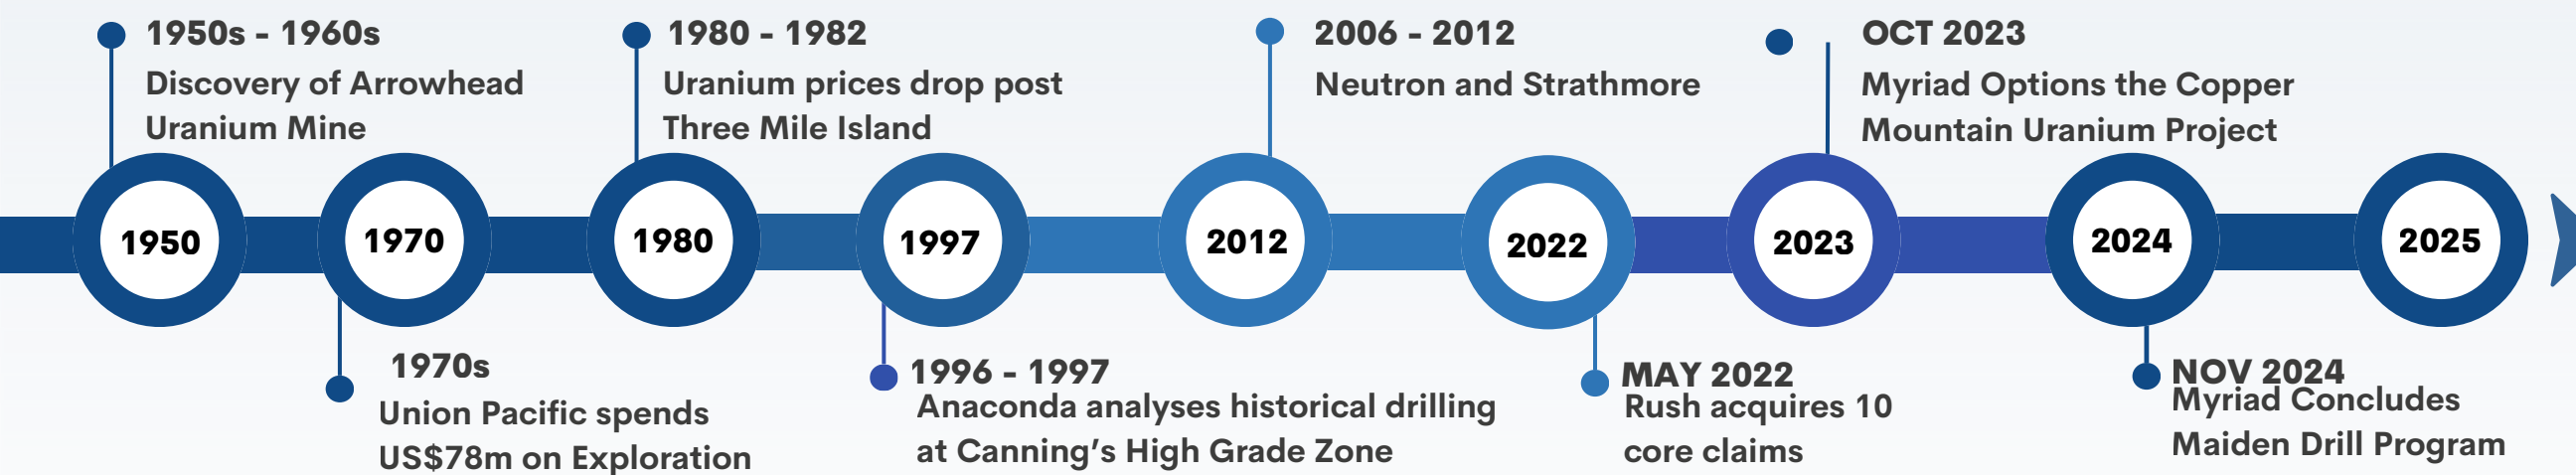 1950s - 1960s
Discovery of Arrowhead
Uranium Mine
1980 - 1982
Uranium prices drop post
Three Mile Island
2006 - 2012
Neutron and Strathmore
OCT 2023
Myriad Options the Copper
Mountain Uranium Project
1950
1970
1980
1997
2012
2022
2023
2024
2025
1970s
Union Pacific spends
US$78m on Exploration
1996 - 1997
Anaconda analyses historical drilling
at Canning’s High Grade Zone
MAY 2022
Rush acquires 10
core claims
NOV 2024
Myriad Concludes
Maiden Drill Program